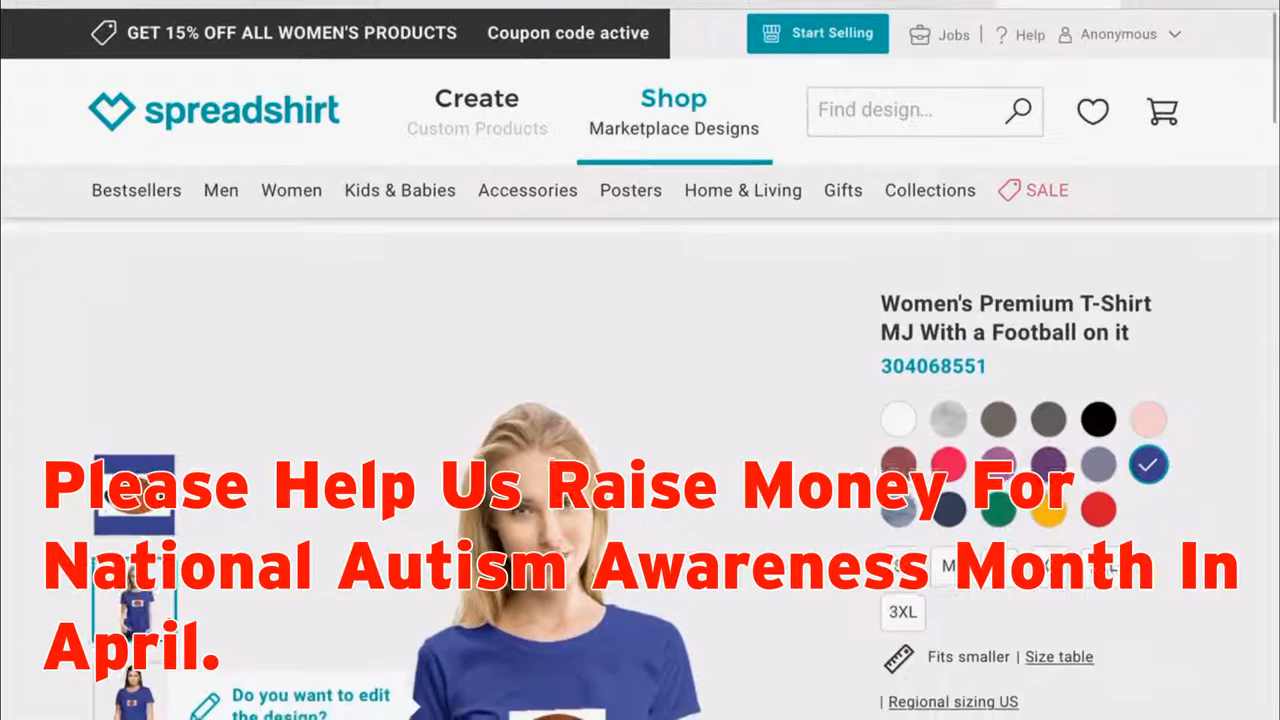 GET 15% OFF ALL WOMEN'S PRODUCTS Coupon code active
Start Selling
Jobs
Help
Anonymous
spreadshirt
Create
Custom Products
Shop
Marketplace Designs
Find design...
Bestsellers Men Women Kids & Babies Accessories Posters Home & Living Gifts Collections SALE
Women's Premium T-Shirt
MJ With a Football on it
304068551
Please Help Us Raise Money For
National Autism Awareness Month In
April.
3XL
Fits smaller | Size table
| Regional sizing US
Do you want to edit
the design?